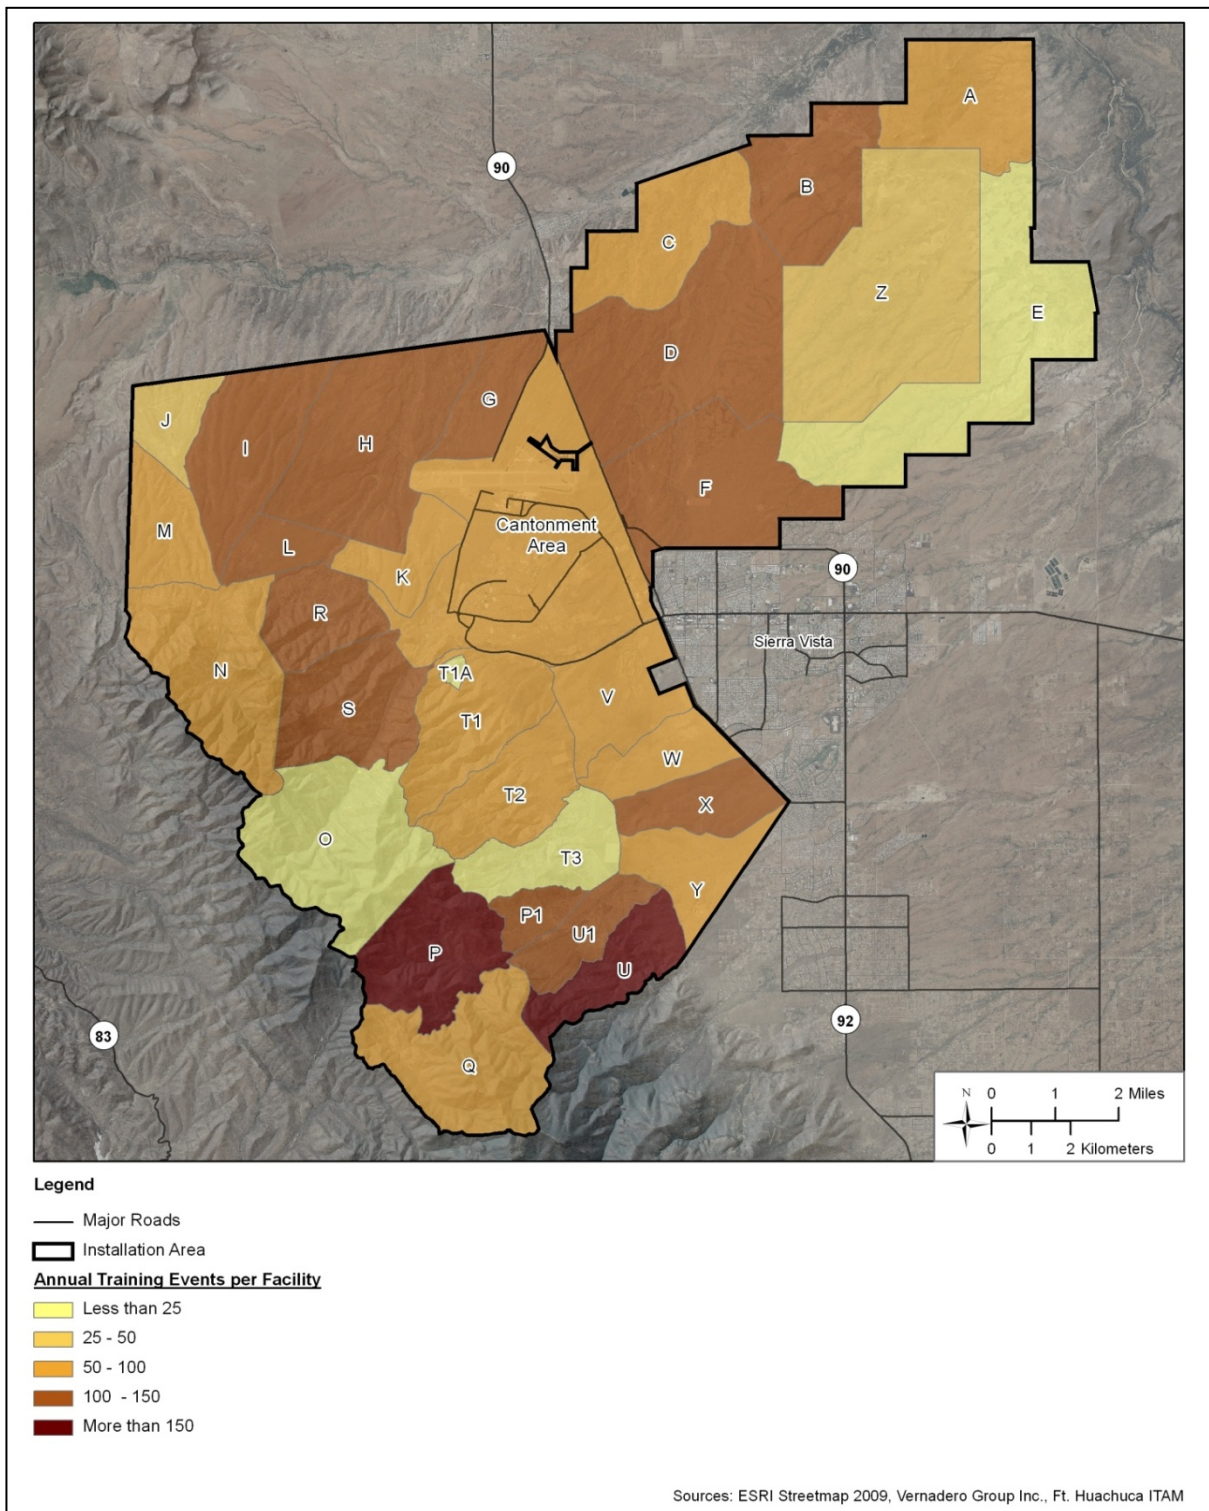 A
90
B
C
Z
E
D
J
G
I
H
F
M
Cantonment
Area
L
K
90
R
Sierra Vista
N
T1A
V
S
T1
W
T2
X
O
T3
Y
P1
U1
P
U
92
83
Q
N 0 1 2 Miles
0 1 2 Kilometers
Legend
Major Roads
Installation Area
Annual Training Events per Facility
Less than 25
25 - 50
50 - 100
100 - 150
More than 150
Sources: ESRI Streetmap 2009, Vernadero Group Inc., Ft. Huachuca ITAM